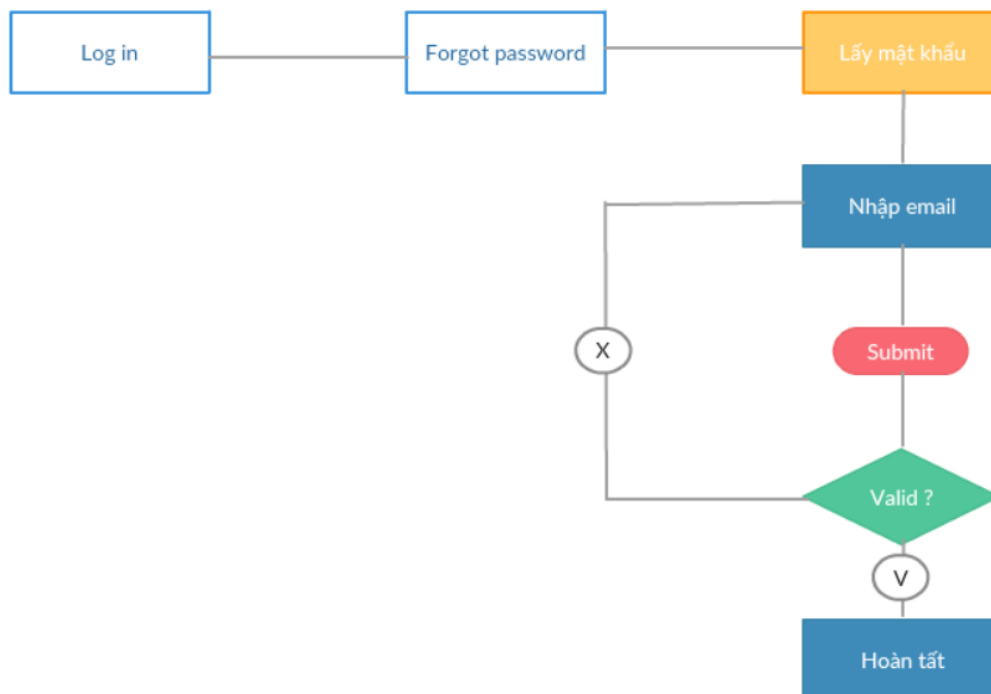 Log in
Forgot password
Lấy mật khẩu
Nhập email
X
Submit
Valid ?
V
Hoàn tất